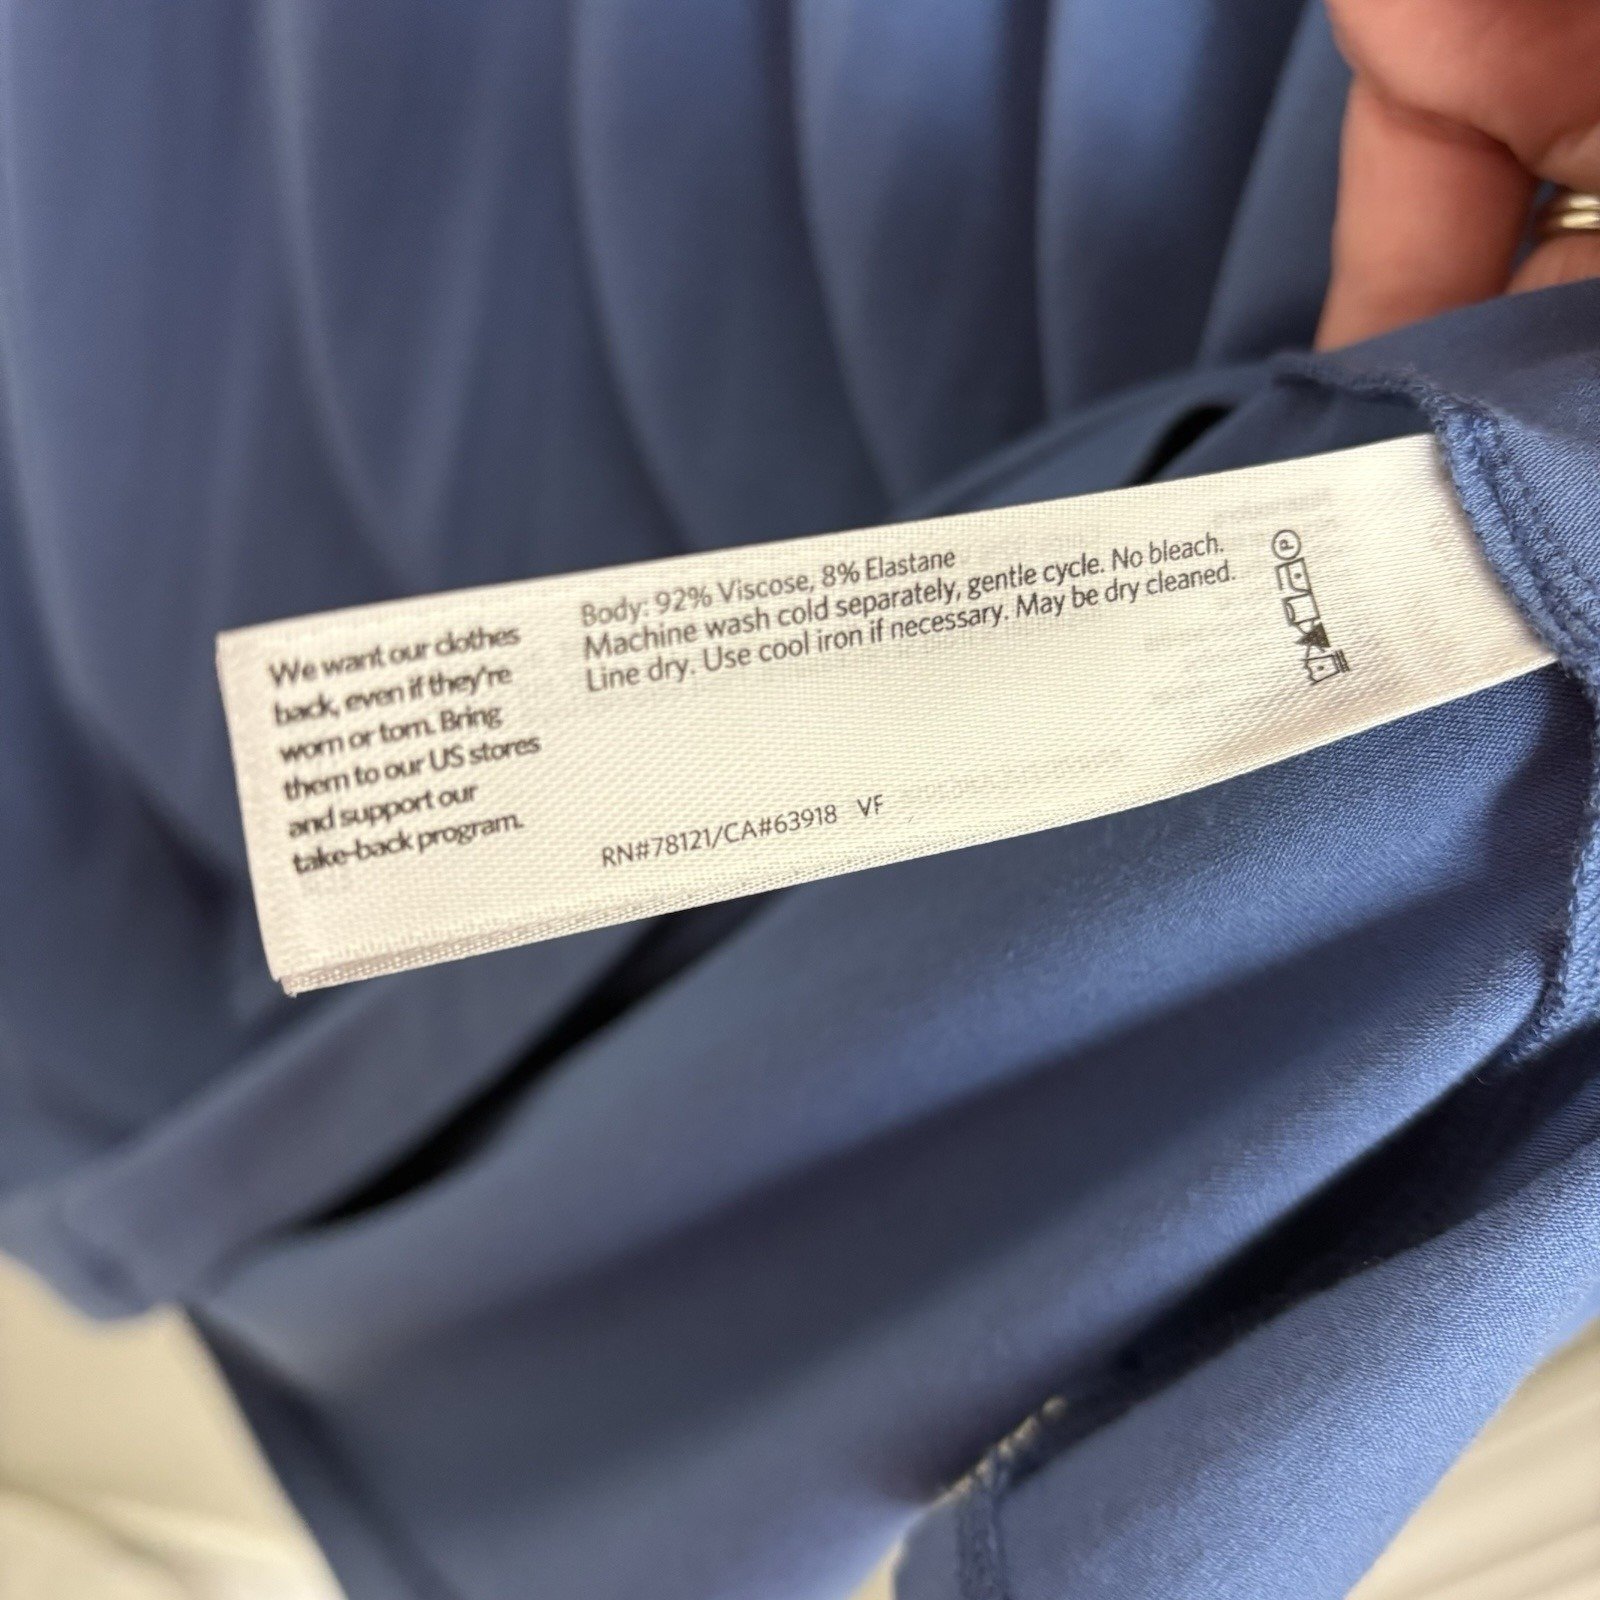 We want our clothes
back, even if they're
worn or torn. Bring
them to our US stores
and support our
take-back program.
Body: 92% Viscose, 8% Elastane
Machine wash cold separately, gentle cycle. No bleach.
Line dry. Use cool iron if necessary. May be dry cleaned.
RN#78121/CA#63918 VF
P